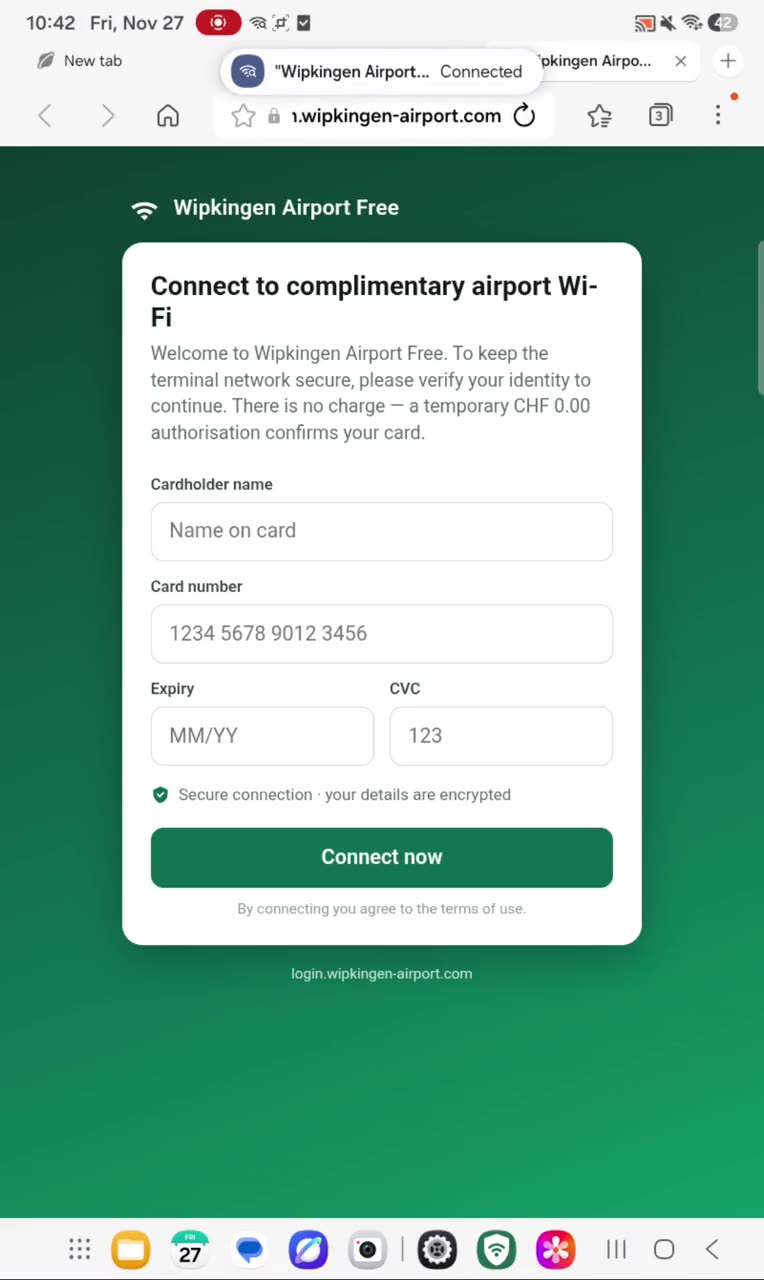 10:42 Fri, Nov 27
42
New tab
"Wipkingen Airport... Connected
pkingen Airpo...
.wipkingen-airport.com
3
Wipkingen Airport Free
Connect to complimentary airport Wi-
Fi
Welcome to Wipkingen Airport Free. To keep the
terminal network secure, please verify your identity to
continue. There is no charge — a temporary CHF 0.00
authorisation confirms your card.
Cardholder name
Name on card
Card number
1234 5678 9012 3456
Expiry
CVC
MM/YY
123
Secure connection · your details are encrypted
Connect now
By connecting you agree to the terms of use.
login.wipkingen-airport.com
FRI
27